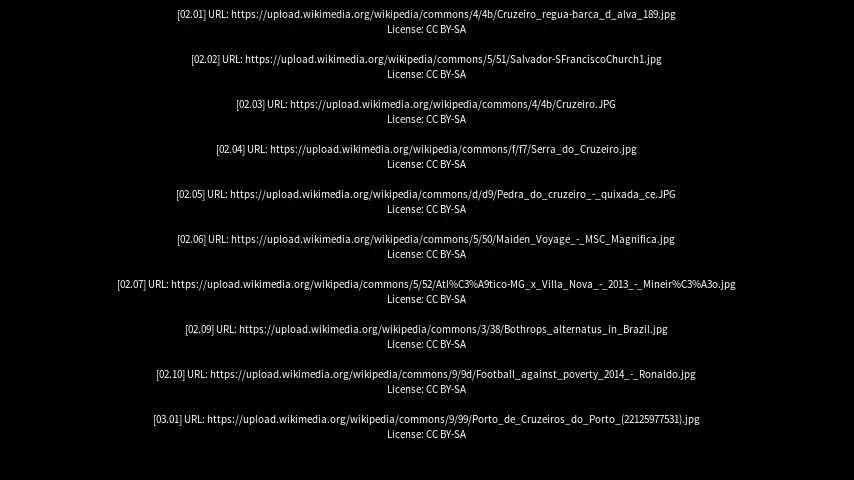 [02.01] URL: https://upload.wikimedia.org/wikipedia/commons/4/4b/Cruzeiro_regua-barca_d_alva_189.jpg
License: CC BY-SA
[02.02] URL: https://upload.wikimedia.org/wikipedia/commons/5/51/Salvador-SFranciscoChurch1.jpg
License: CC BY-SA
[02.03] URL: https://upload.wikimedia.org/wikipedia/commons/4/4b/Cruzeiro.JPG
License: CC BY-SA
[02.04] URL: https://upload.wikimedia.org/wikipedia/commons/f/f7/Serra_do_Cruzeiro.jpg
License: CC BY-SA
[02.05] URL: https://upload.wikimedia.org/wikipedia/commons/d/d9/Pedra_do_cruzeiro_-_quixada_ce.JPG
License: CC BY-SA
[02.06] URL: https://upload.wikimedia.org/wikipedia/commons/5/50/Maiden_Voyage_-_MSC_Magnifica.jpg
License: CC BY-SA
[02.07] URL: https://upload.wikimedia.org/wikipedia/commons/5/52/Atl%C3%A9tico-MG_x_Villa_Nova_-_2013_-_Mineir%C3%A3o.jpg
License: CC BY-SA
[02.09] URL: https://upload.wikimedia.org/wikipedia/commons/3/38/Bothrops_alternatus_in_Brazil.jpg
License: CC BY-SA
[02.10] URL: https://upload.wikimedia.org/wikipedia/commons/9/9d/Football_against_poverty_2014_-_Ronaldo.jpg
License: CC BY-SA
[03.01] URL: https://upload.wikimedia.org/wikipedia/commons/9/99/Porto_de_Cruzeiros_do_Porto_(22125977531).jpg
License: CC BY-SA